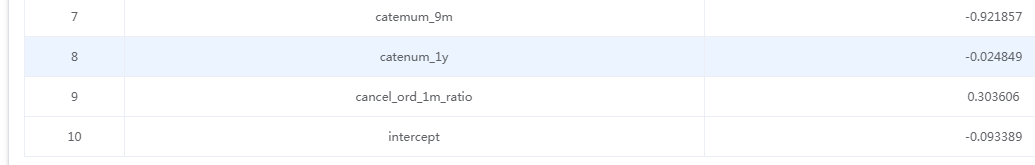 7 catemum_9m -0.921857
8 catenum_1y -0.024849
9 cancel_ord_1m_ratio 0.303606
10 intercept -0.093389